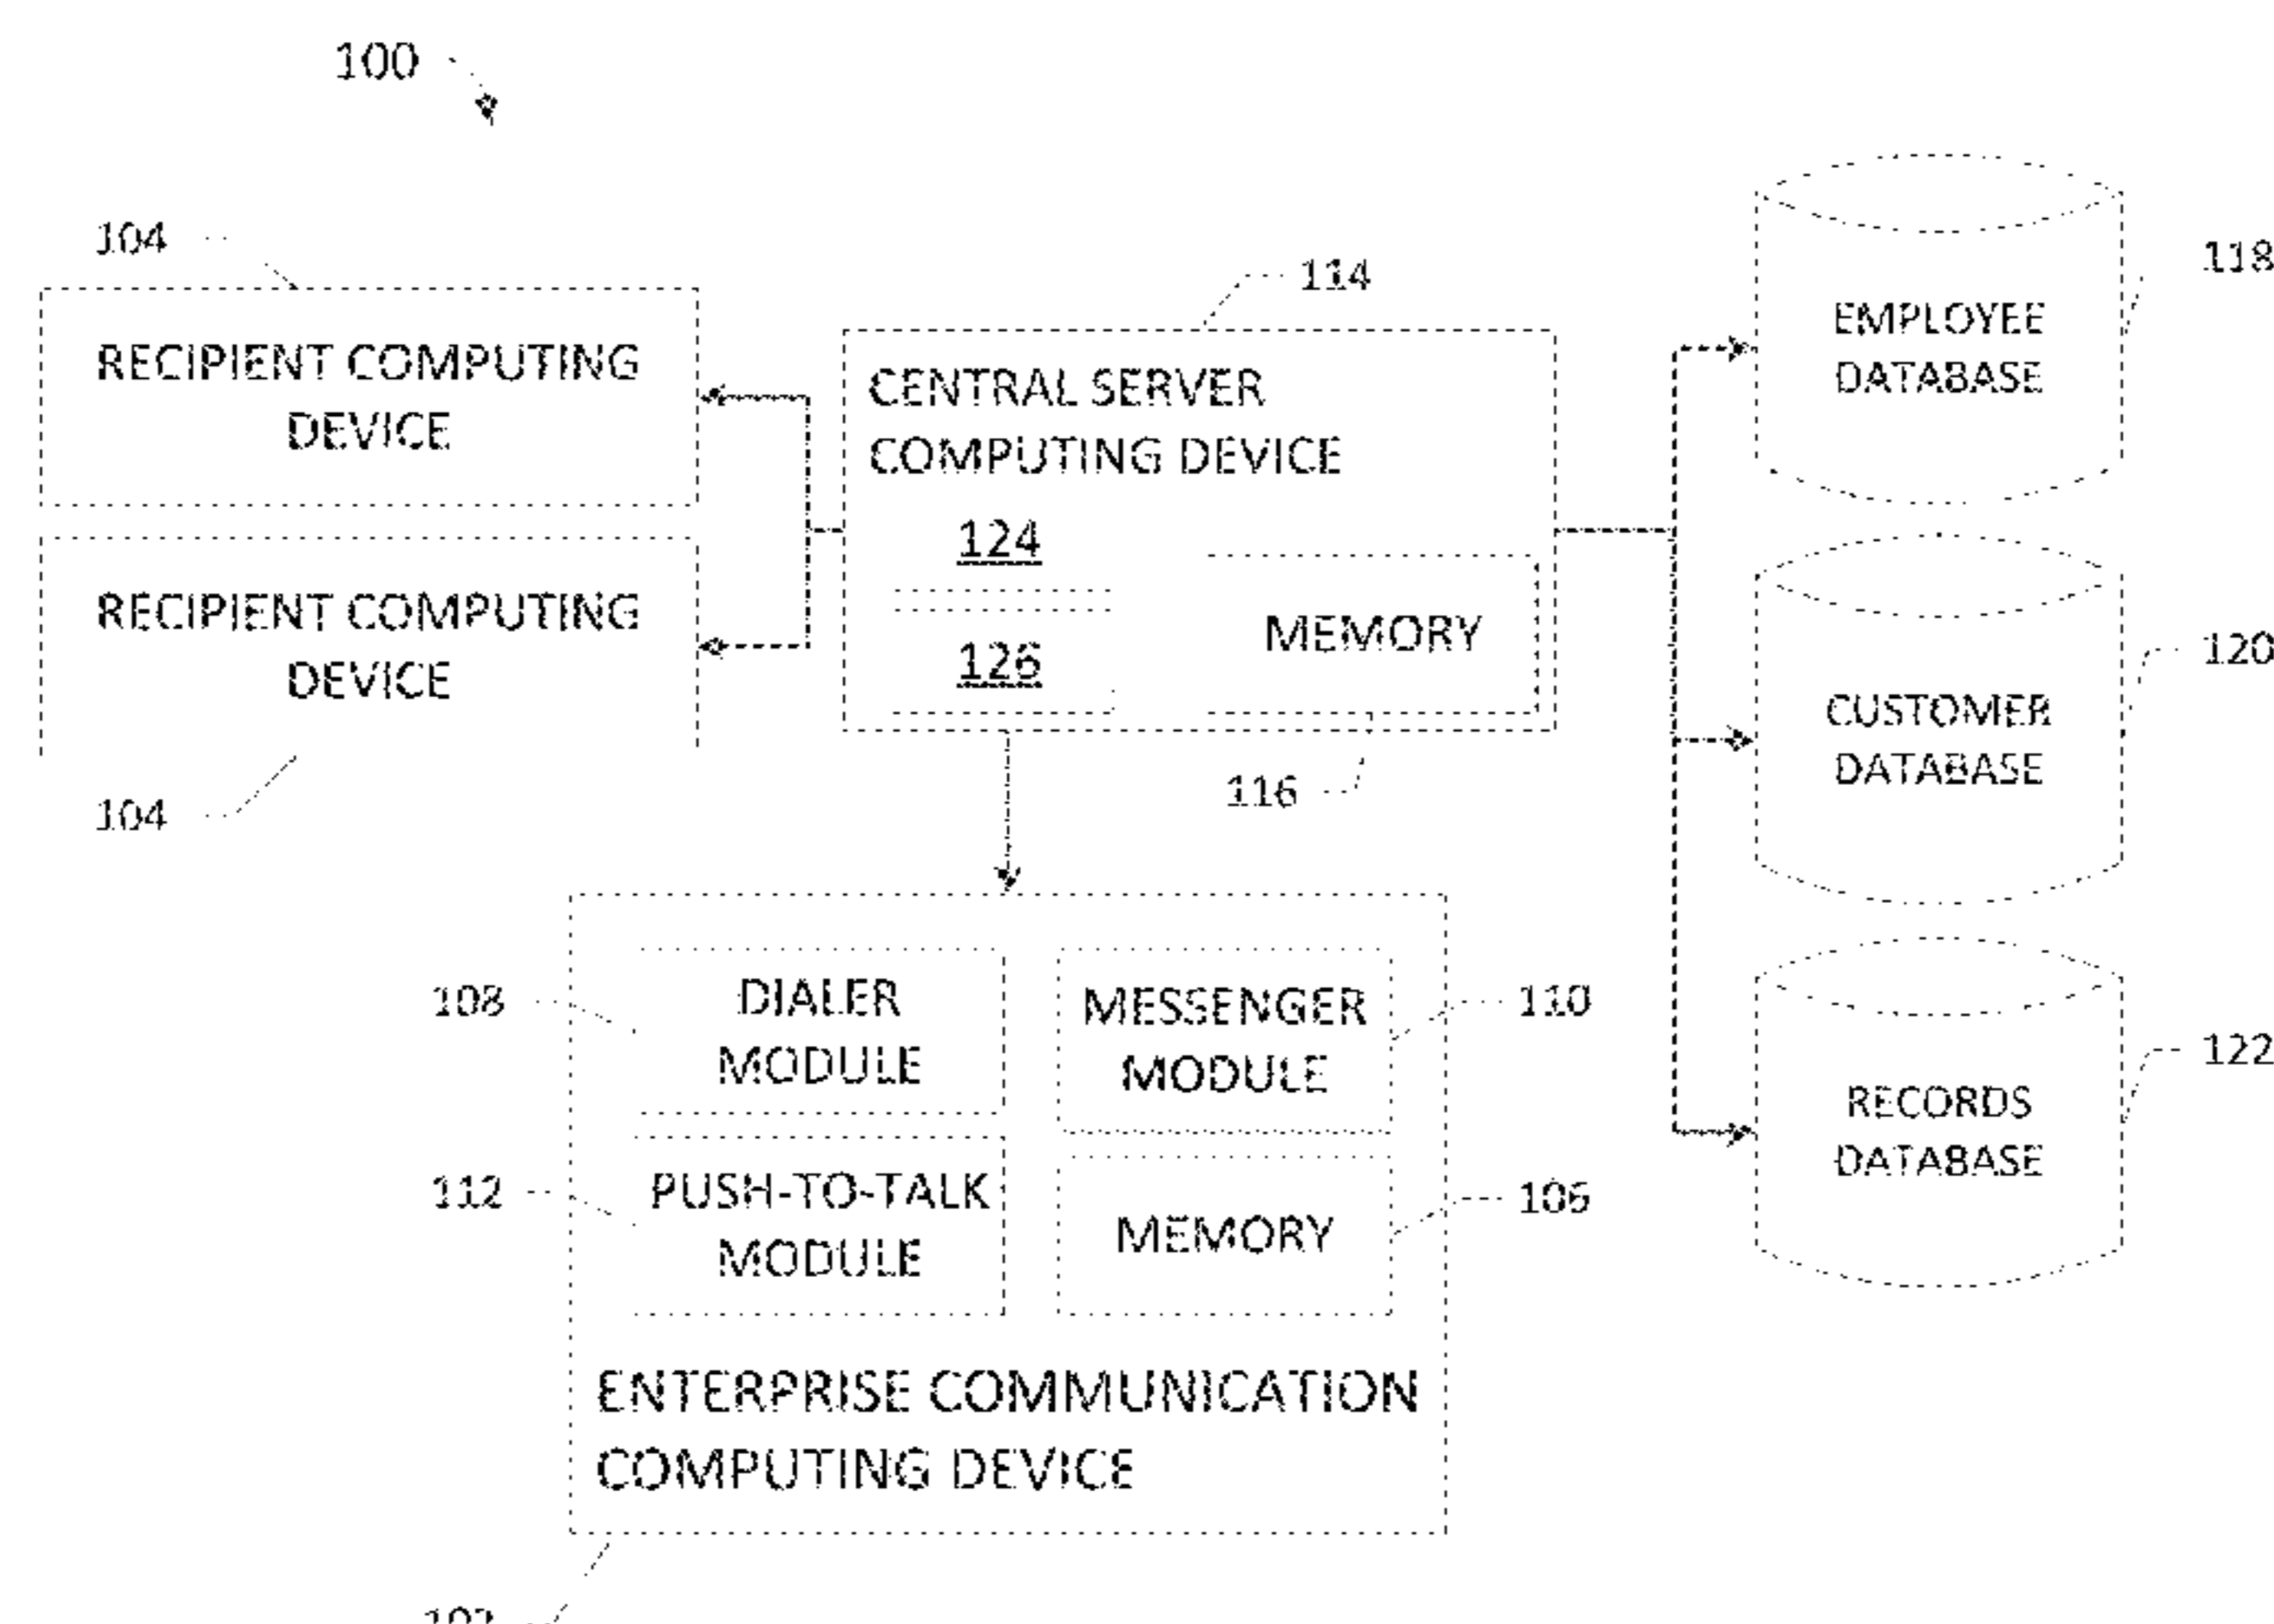 100
104
RECIPIENT COMPUTING
DEVICE
RECIPIENT COMPUTING
DEVICE
104
114
CENTRAL SERVER
COMPUTING DEVICE
124
126
MEMORY
116
EMPLOYEE
DATABASE
118
CUSTOMER
DATABASE
120
RECORDS
DATABASE
122
108
DIALER
MODULE
MESSENGER
MODULE
110
112
PUSH-TO-TALK
MODULE
MEMORY
106
ENTERPRISE COMMUNICATION
COMPUTING DEVICE